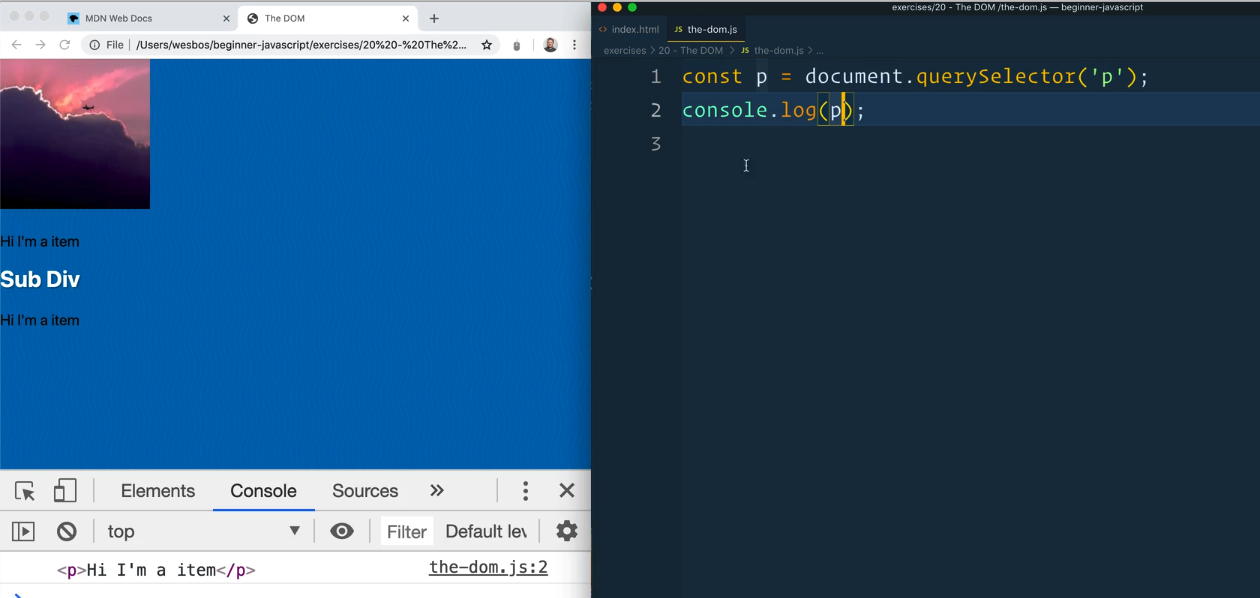 MDN Web Docs
The DOM
File
/Users/wesbos/beginner-javascript/exercises/20%20-%20The%2...
Hi I'm a item
Sub Div
Hi I'm a item
Elements
Console
Sources
top
Filter
Default lev
<p>Hi I'm a item</p>
the-dom.js:2
exercises/20 - The DOM /the-dom.js — beginner-javascript
<> index.html
JS the-dom.js
exercises > 20 - The DOM > JS the-dom.js > ...
1 const p = document.querySelector('p');
2 console.log(p);
3